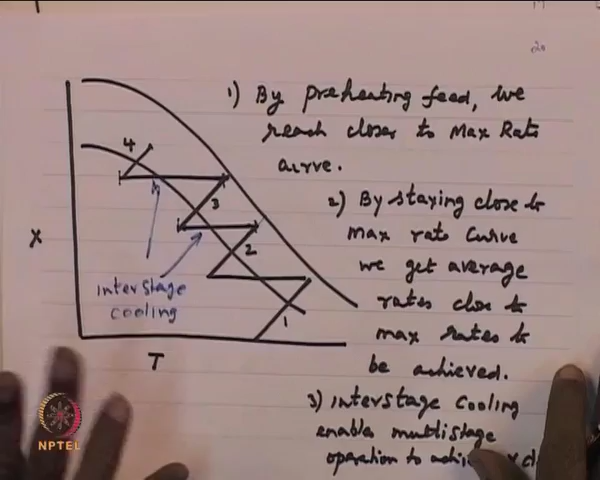 20
1) By preheating feed, we
reach closer to Max Rate
curve.
2) By staying close to
max rate curve
we get average
rates close to
max rates to
be achieved.
3) interstage cooling
enables multistage
operation to
4
3
2
1
X
T
interstage
cooling
NPTEL